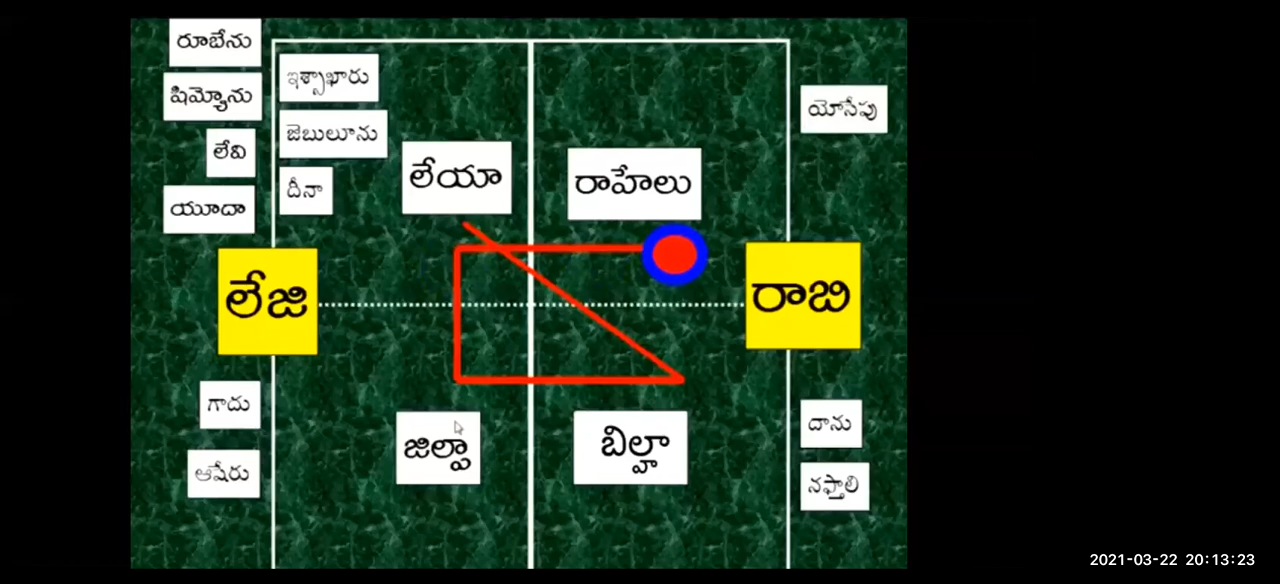 రూబేను
షిమ్యోను
లేవి
యూదా
ఇశ్శాఖారు
జెబులూను
దీనా
లేయా
రాహేలు
యోసేపు
లేజి
రాబి
గాదు
ఆషేరు
జిల్పా
బిల్హా
దాను
నఫ్తాలి
2021-03-22 20:13:23